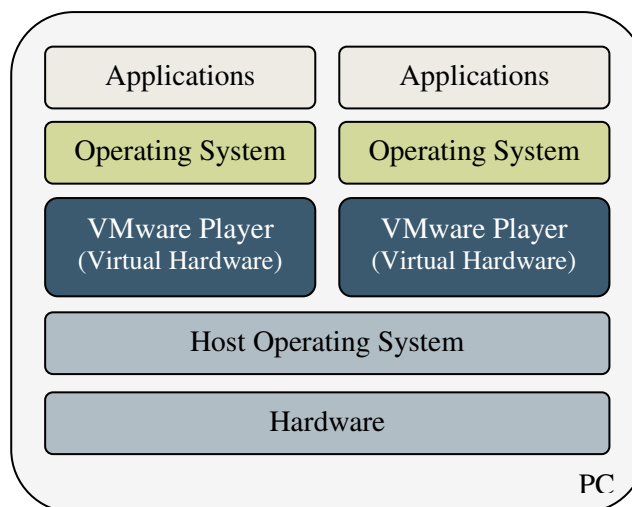 Applications Applications
Operating System Operating System
VMware Player VMware Player
(Virtual Hardware) (Virtual Hardware)
Host Operating System
Hardware
PC